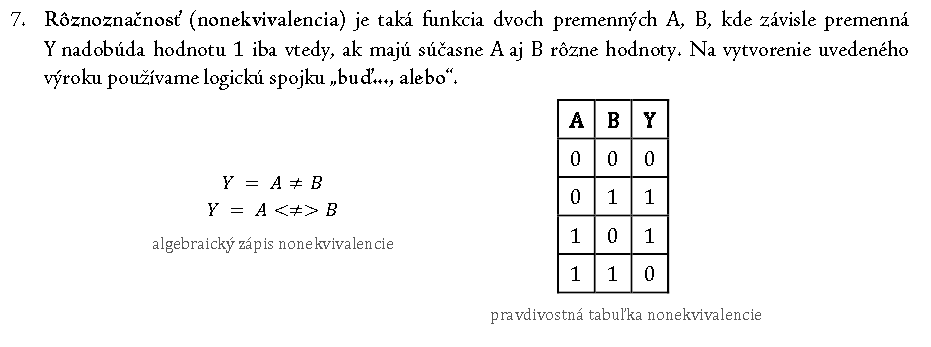 7. Rôznoznačnosť (nonekvivalencia) je taká funkcia dvoch premenných A, B, kde závisle premenná
Y nadobúda hodnotu 1 iba vtedy, ak majú súčasne A aj B rôzne hodnoty. Na vytvorenie uvedeného
výroku používame logickú spojku „buď..., alebo“.
Y = A ≠ B
Y = A <≠> B
algebraický zápis nonekvivalencie
A B Y
0 0 0
0 1 1
1 0 1
1 1 0
pravdivostná tabuľka nonekvivalencie